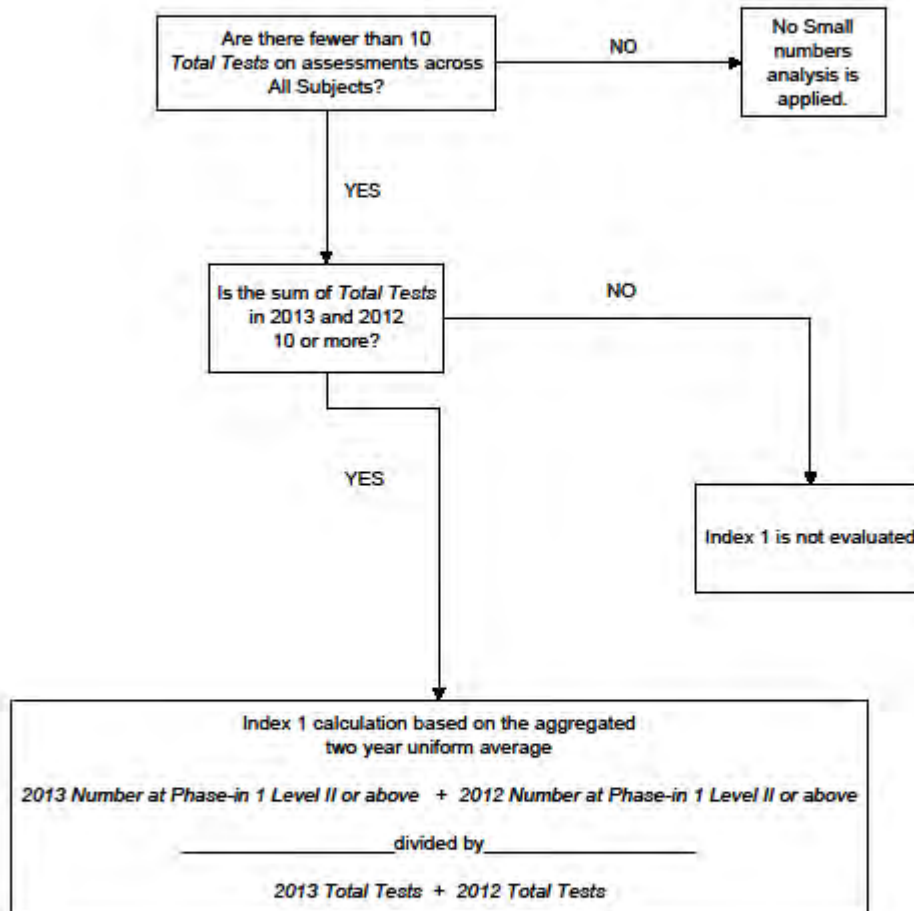 Are there fewer than 10
Total Tests on assessments across
All Subjects?
NO
No Small
numbers
analysis is
applied.
YES
Is the sum of Total Tests
in 2013 and 2012
10 or more?
NO
YES
Index 1 is not evaluated
Index 1 calculation based on the aggregated
two year uniform average
2013 Number at Phase-in 1 Level II or above + 2012 Number at Phase-in 1 Level II or above
____________________divided by____________________
2013 Total Tests + 2012 Total Tests